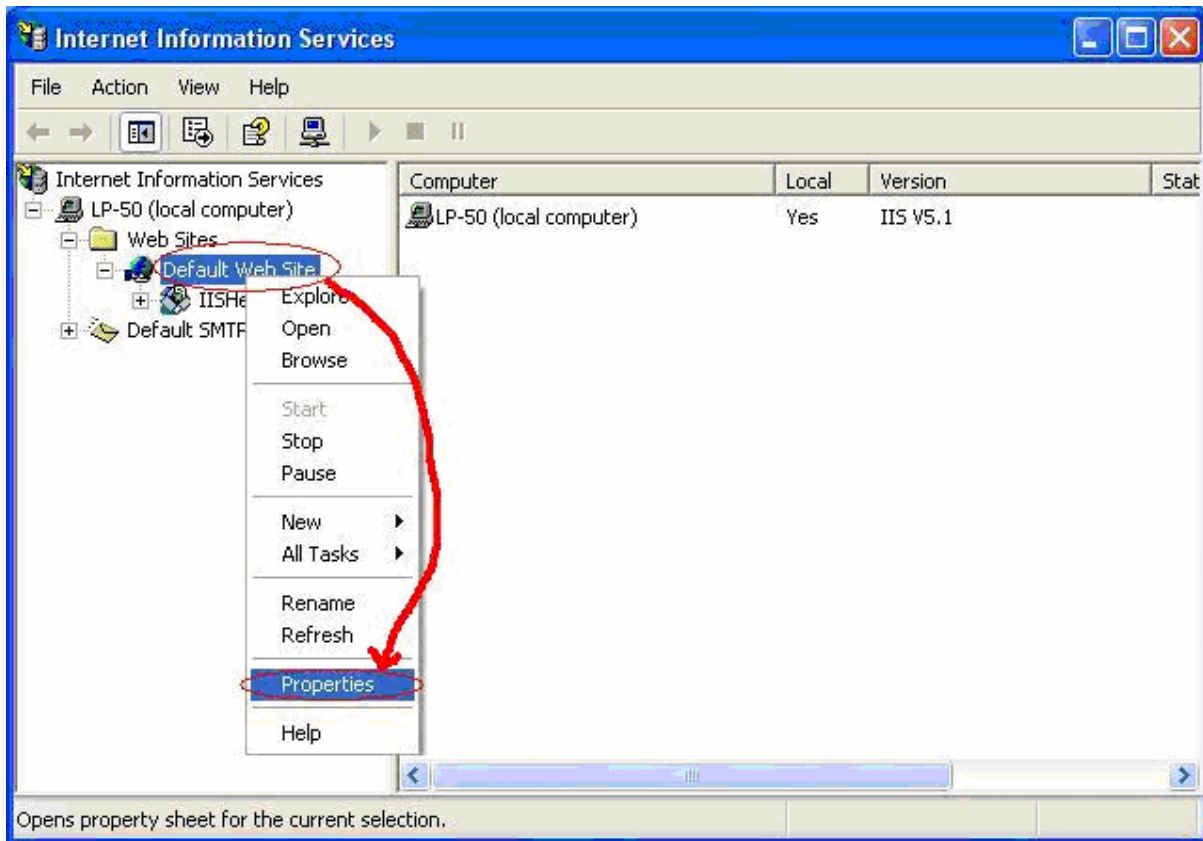 Internet Information Services
File Action View Help
Internet Information Services
LP-50 (local computer)
Web Sites
Default Web Site
IISHe
Default SMTP
Computer Local Version Stat
LP-50 (local computer) Yes IIS V5.1
Explore
Open
Browse
Start
Stop
Pause
New
All Tasks
Rename
Refresh
Properties
Help
Opens property sheet for the current selection.